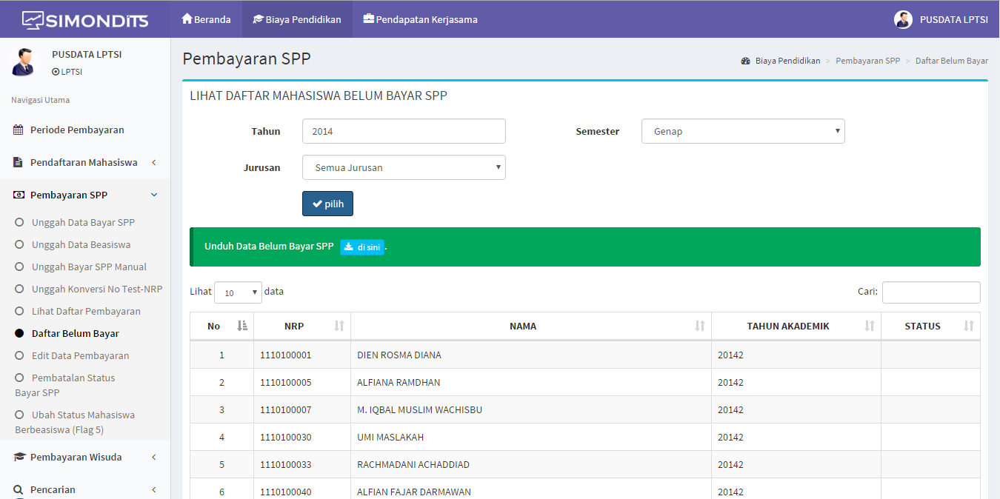 SIMONDITS
Beranda
Biaya Pendidikan
Pendapatan Kerjasama
PUSDATA LPTSI
PUSDATA LPTSI
LPTSI
Navigasi Utama
Periode Pembayaran
Pendaftaran Mahasiswa
Pembayaran SPP
Unggah Data Bayar SPP
Unggah Data Beasiswa
Unggah Bayar SPP Manual
Unggah Konversi No Test-NRP
Lihat Daftar Pembayaran
Daftar Belum Bayar
Edit Data Pembayaran
Pembatalan Status
Bayar SPP
Ubah Status Mahasiswa
Berbeasiswa (Flag 5)
Pembayaran Wisuda
Pencarian
Pembayaran SPP
Biaya Pendidikan > Pembayaran SPP > Daftar Belum Bayar
LIHAT DAFTAR MAHASISWA BELUM BAYAR SPP
Tahun 2014 Semester Genap
Jurusan Semua Jurusan
pilih
Unduh Data Belum Bayar SPP di sini .
Lihat 10 data Cari:
No NRP NAMA TAHUN AKADEMIK STATUS
1 1110100001 DIEN ROSMA DIANA 20142
2 1110100005 ALFIANA RAMDHAN 20142
3 1110100007 M. IQBAL MUSLIM WACHISBU 20142
4 1110100030 UMI MASLAKAH 20142
5 1110100033 RACHMADANI ACHADDIAD 20142
6 1110100040 ALFIAN FAJAR DARMAWAN 20142